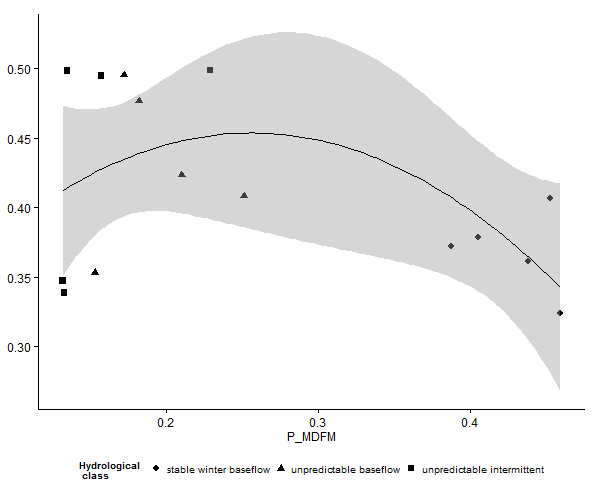 0.50
0.45
0.40
0.35
0.30
0.2 0.3 0.4
P_MDFM
Hydrological class stable winter baseflow unpredictable baseflow unpredictable intermittent